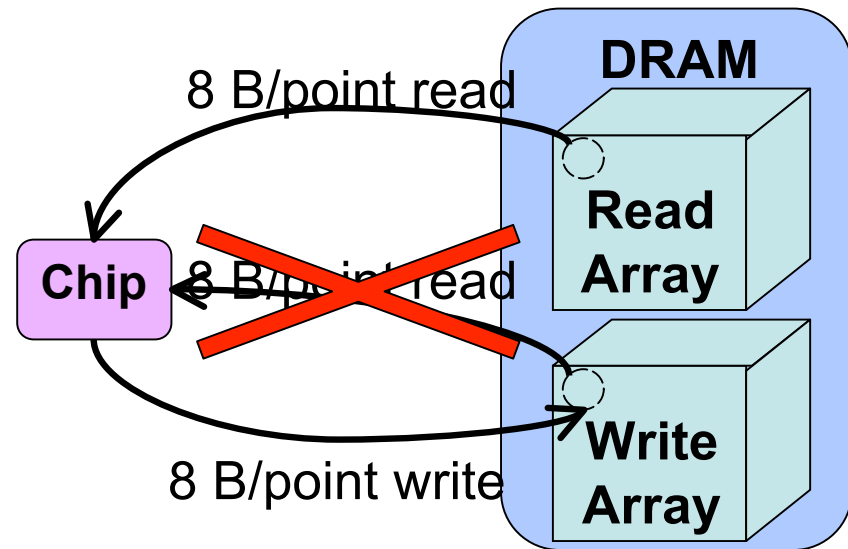 DRAM
8 B/point read
Read
Array
Chip
8 B/point read
Write
Array
8 B/point write